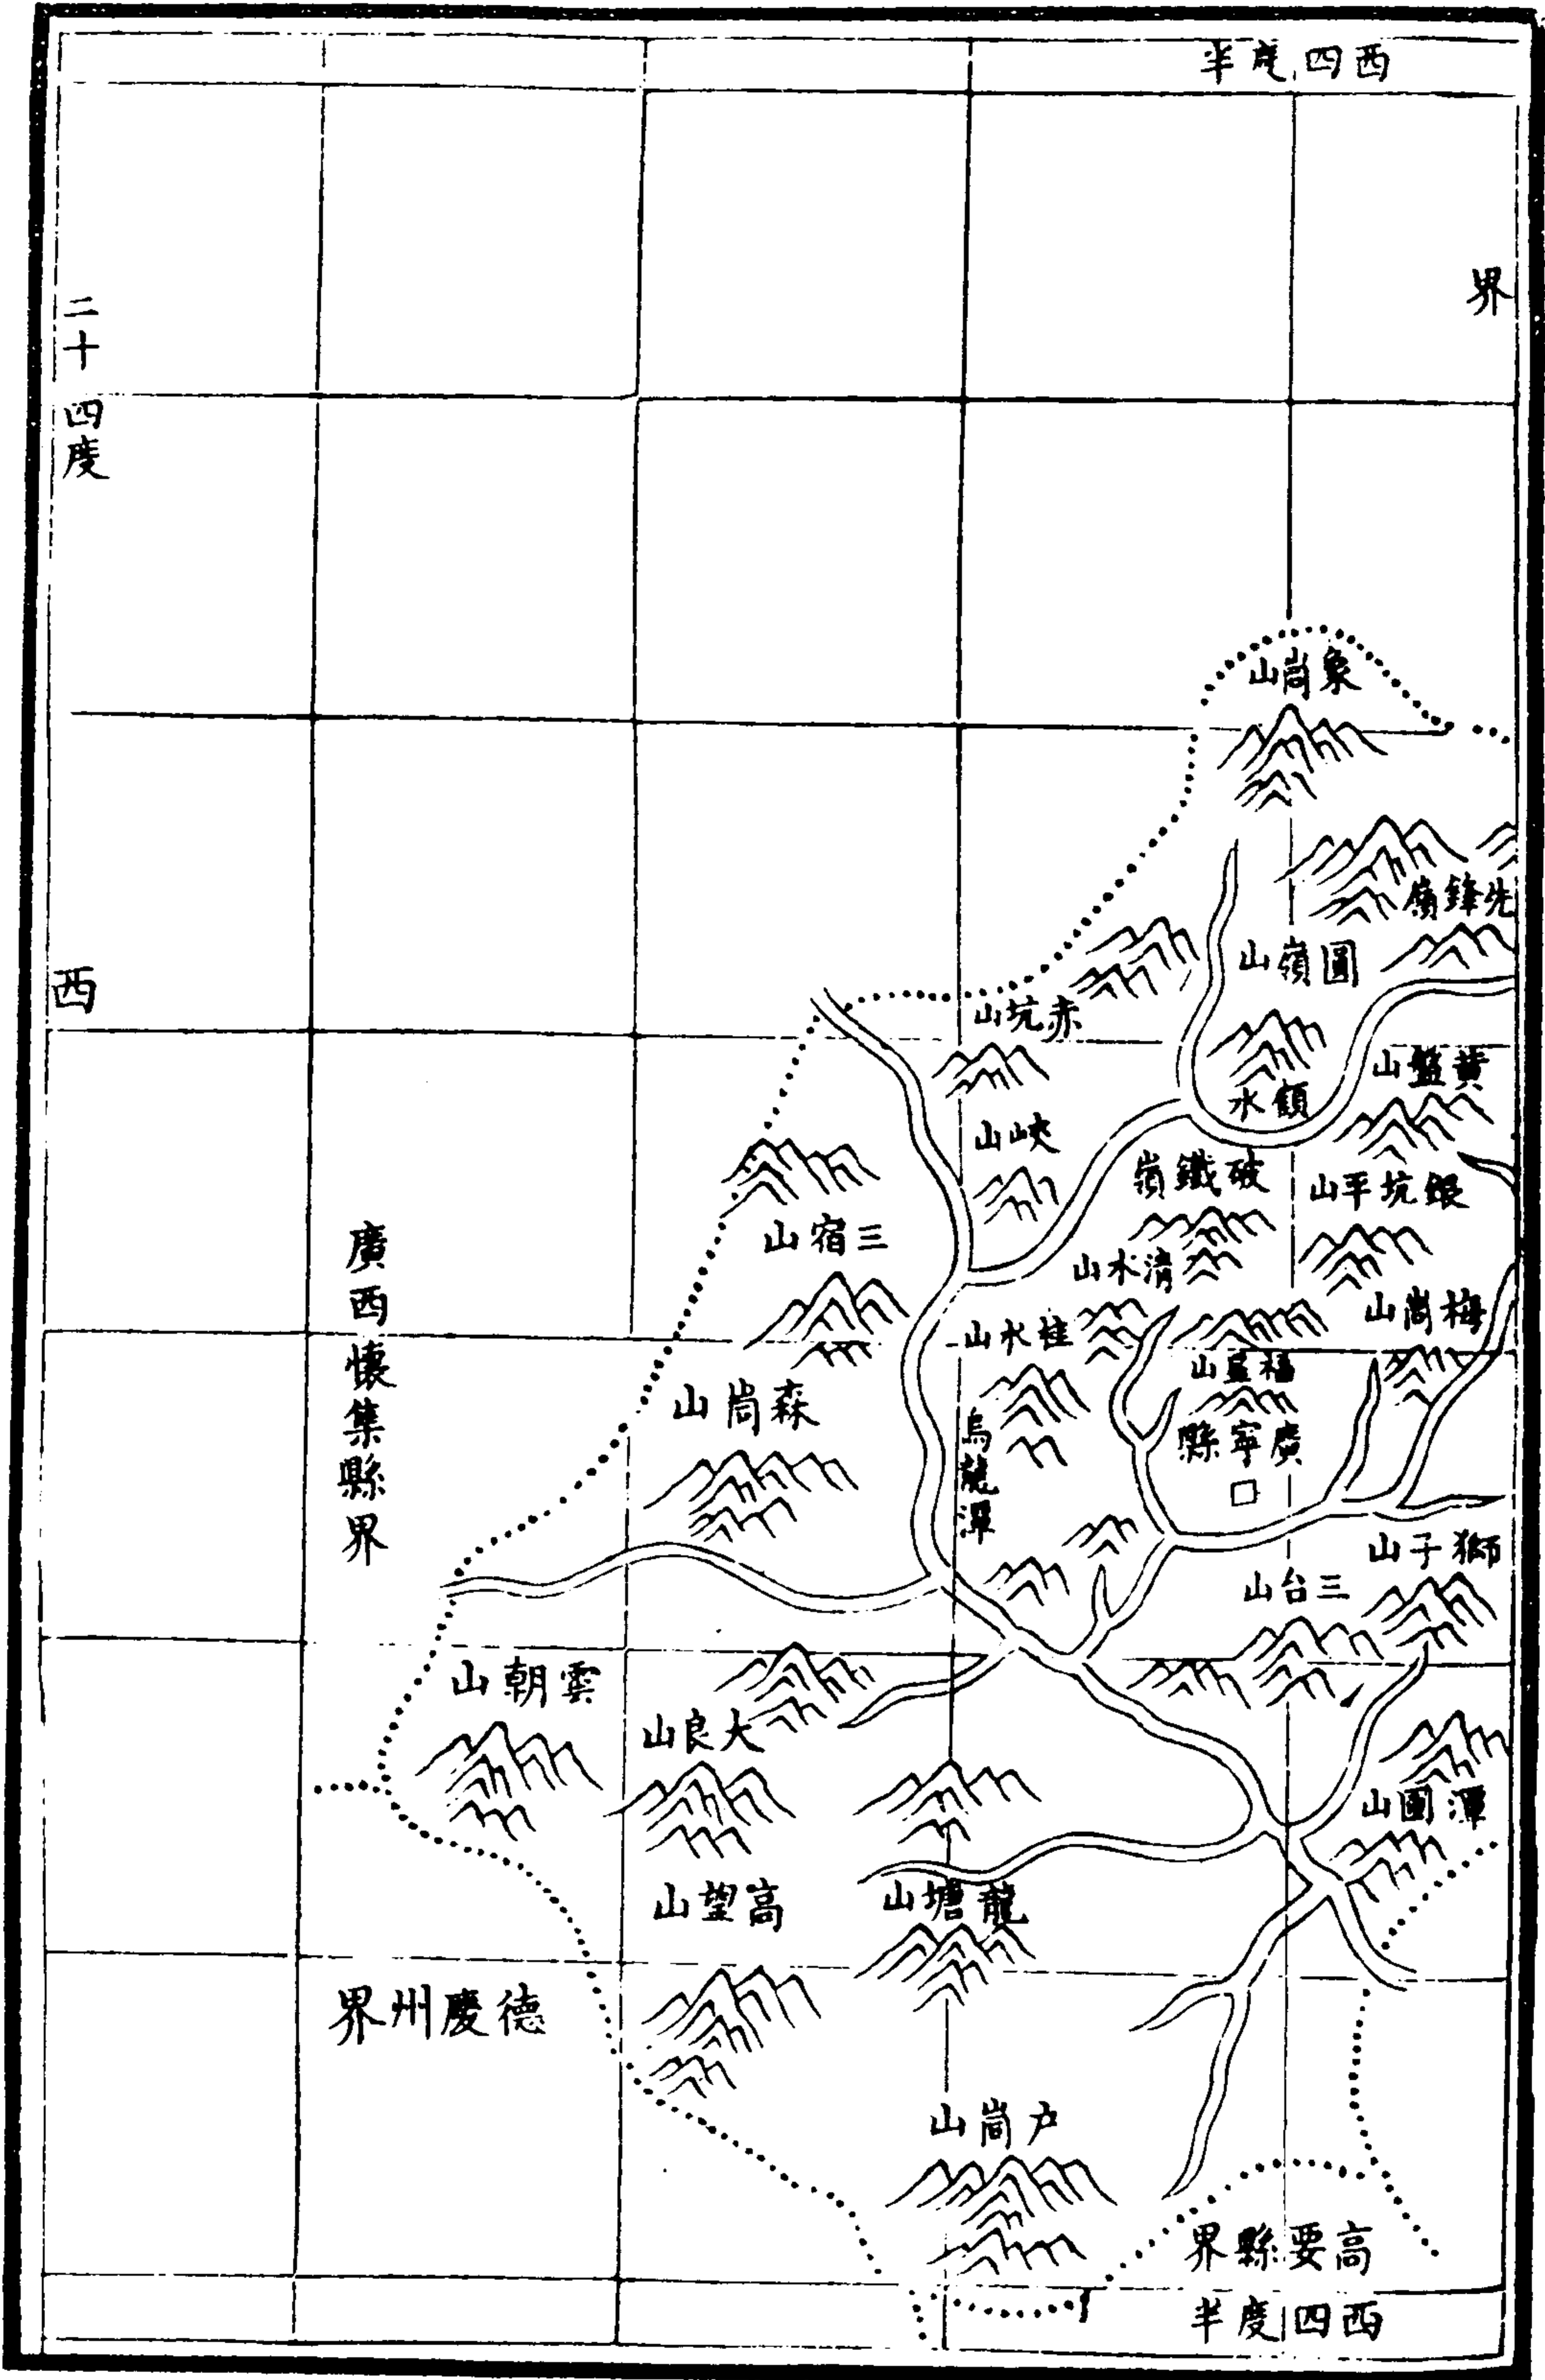 西四度半
界
二十四度
象崗山
先鋒嶺
圓嶺山
西
赤坑山
黃盤山
顧水
峽山
破鐵嶺
銀坑平山
三宿山
清水山
廣西懷集縣界
梅崗山
桂水山
福星山
森崗山
烏龍潭
廣寧縣
獅子山
三台山
雲朝山
大良山
潭圃山
高望山
龍塘山
德慶州界
戶崗山
高要縣界
西四度半